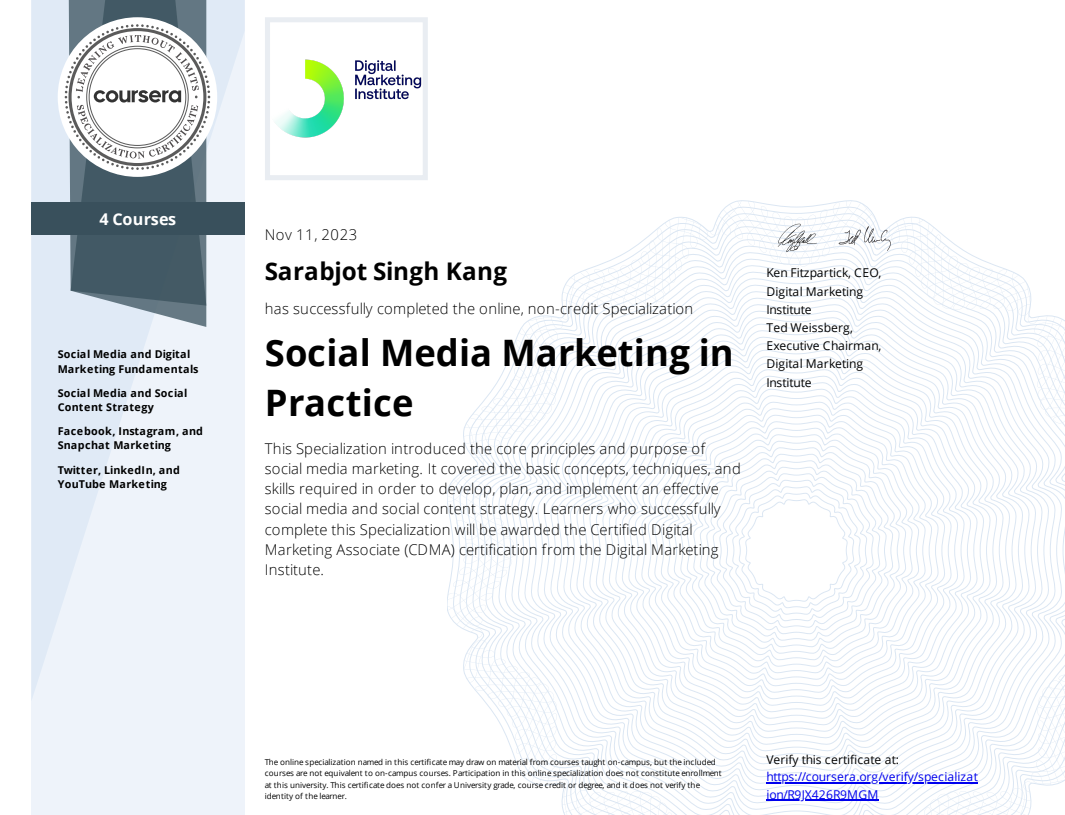 LEARNING WITHOUT LIMITS
coursera
SPECIALIZATION CERTIFICATE
4 Courses
Social Media and Digital
Marketing Fundamentals
Social Media and Social
Content Strategy
Facebook, Instagram, and
Snapchat Marketing
Twitter, LinkedIn, and
YouTube Marketing
Digital
Marketing
Institute
Nov 11, 2023
Sarabjot Singh Kang
has successfully completed the online, non-credit Specialization
Social Media Marketing in
Practice
This Specialization introduced the core principles and purpose of
social media marketing. It covered the basic concepts, techniques, and
skills required in order to develop, plan, and implement an effective
social media and social content strategy. Learners who successfully
complete this Specialization will be awarded the Certified Digital
Marketing Associate (CDMA) certification from the Digital Marketing
Institute.
Ken Fitzpartick, CEO,
Digital Marketing
Institute
Ted Weissberg,
Executive Chairman,
Digital Marketing
Institute
The online specialization named in this certificate may draw on material from courses taught on-campus, but the included
courses are not equivalent to on-campus courses. Participation in this online specialization does not constitute enrollment
at this university. This certificate does not confer a University grade, course credit or degree, and it does not verify the
identity of the learner.
Verify this certificate at:
https://coursera.org/verify/specializat
ion/R9JX426R9MGM